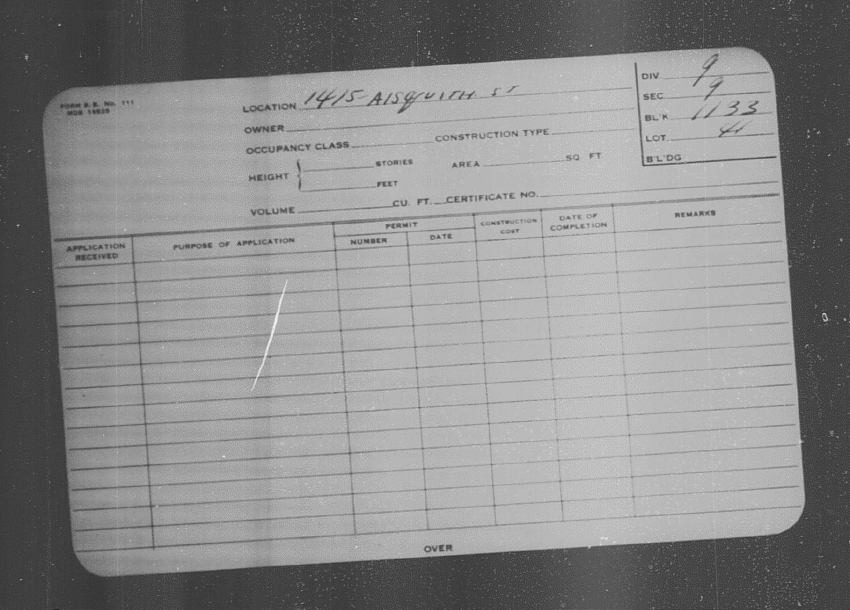 FORM B.B. No. 111
MDB 14829
LOCATION 1415 AISQUITH ST
OWNER
OCCUPANCY CLASS CONSTRUCTION TYPE
HEIGHT STORIES AREA SQ FT
FEET
VOLUME CU. FT. CERTIFICATE NO.
DIV 9
SEC 9
BL'K 1133
LOT 41
B'L'DG
APPLICATION RECEIVED
PURPOSE OF APPLICATION
PERMIT
NUMBER DATE
CONSTRUCTION COST
DATE OF COMPLETION
REMARKS
OVER